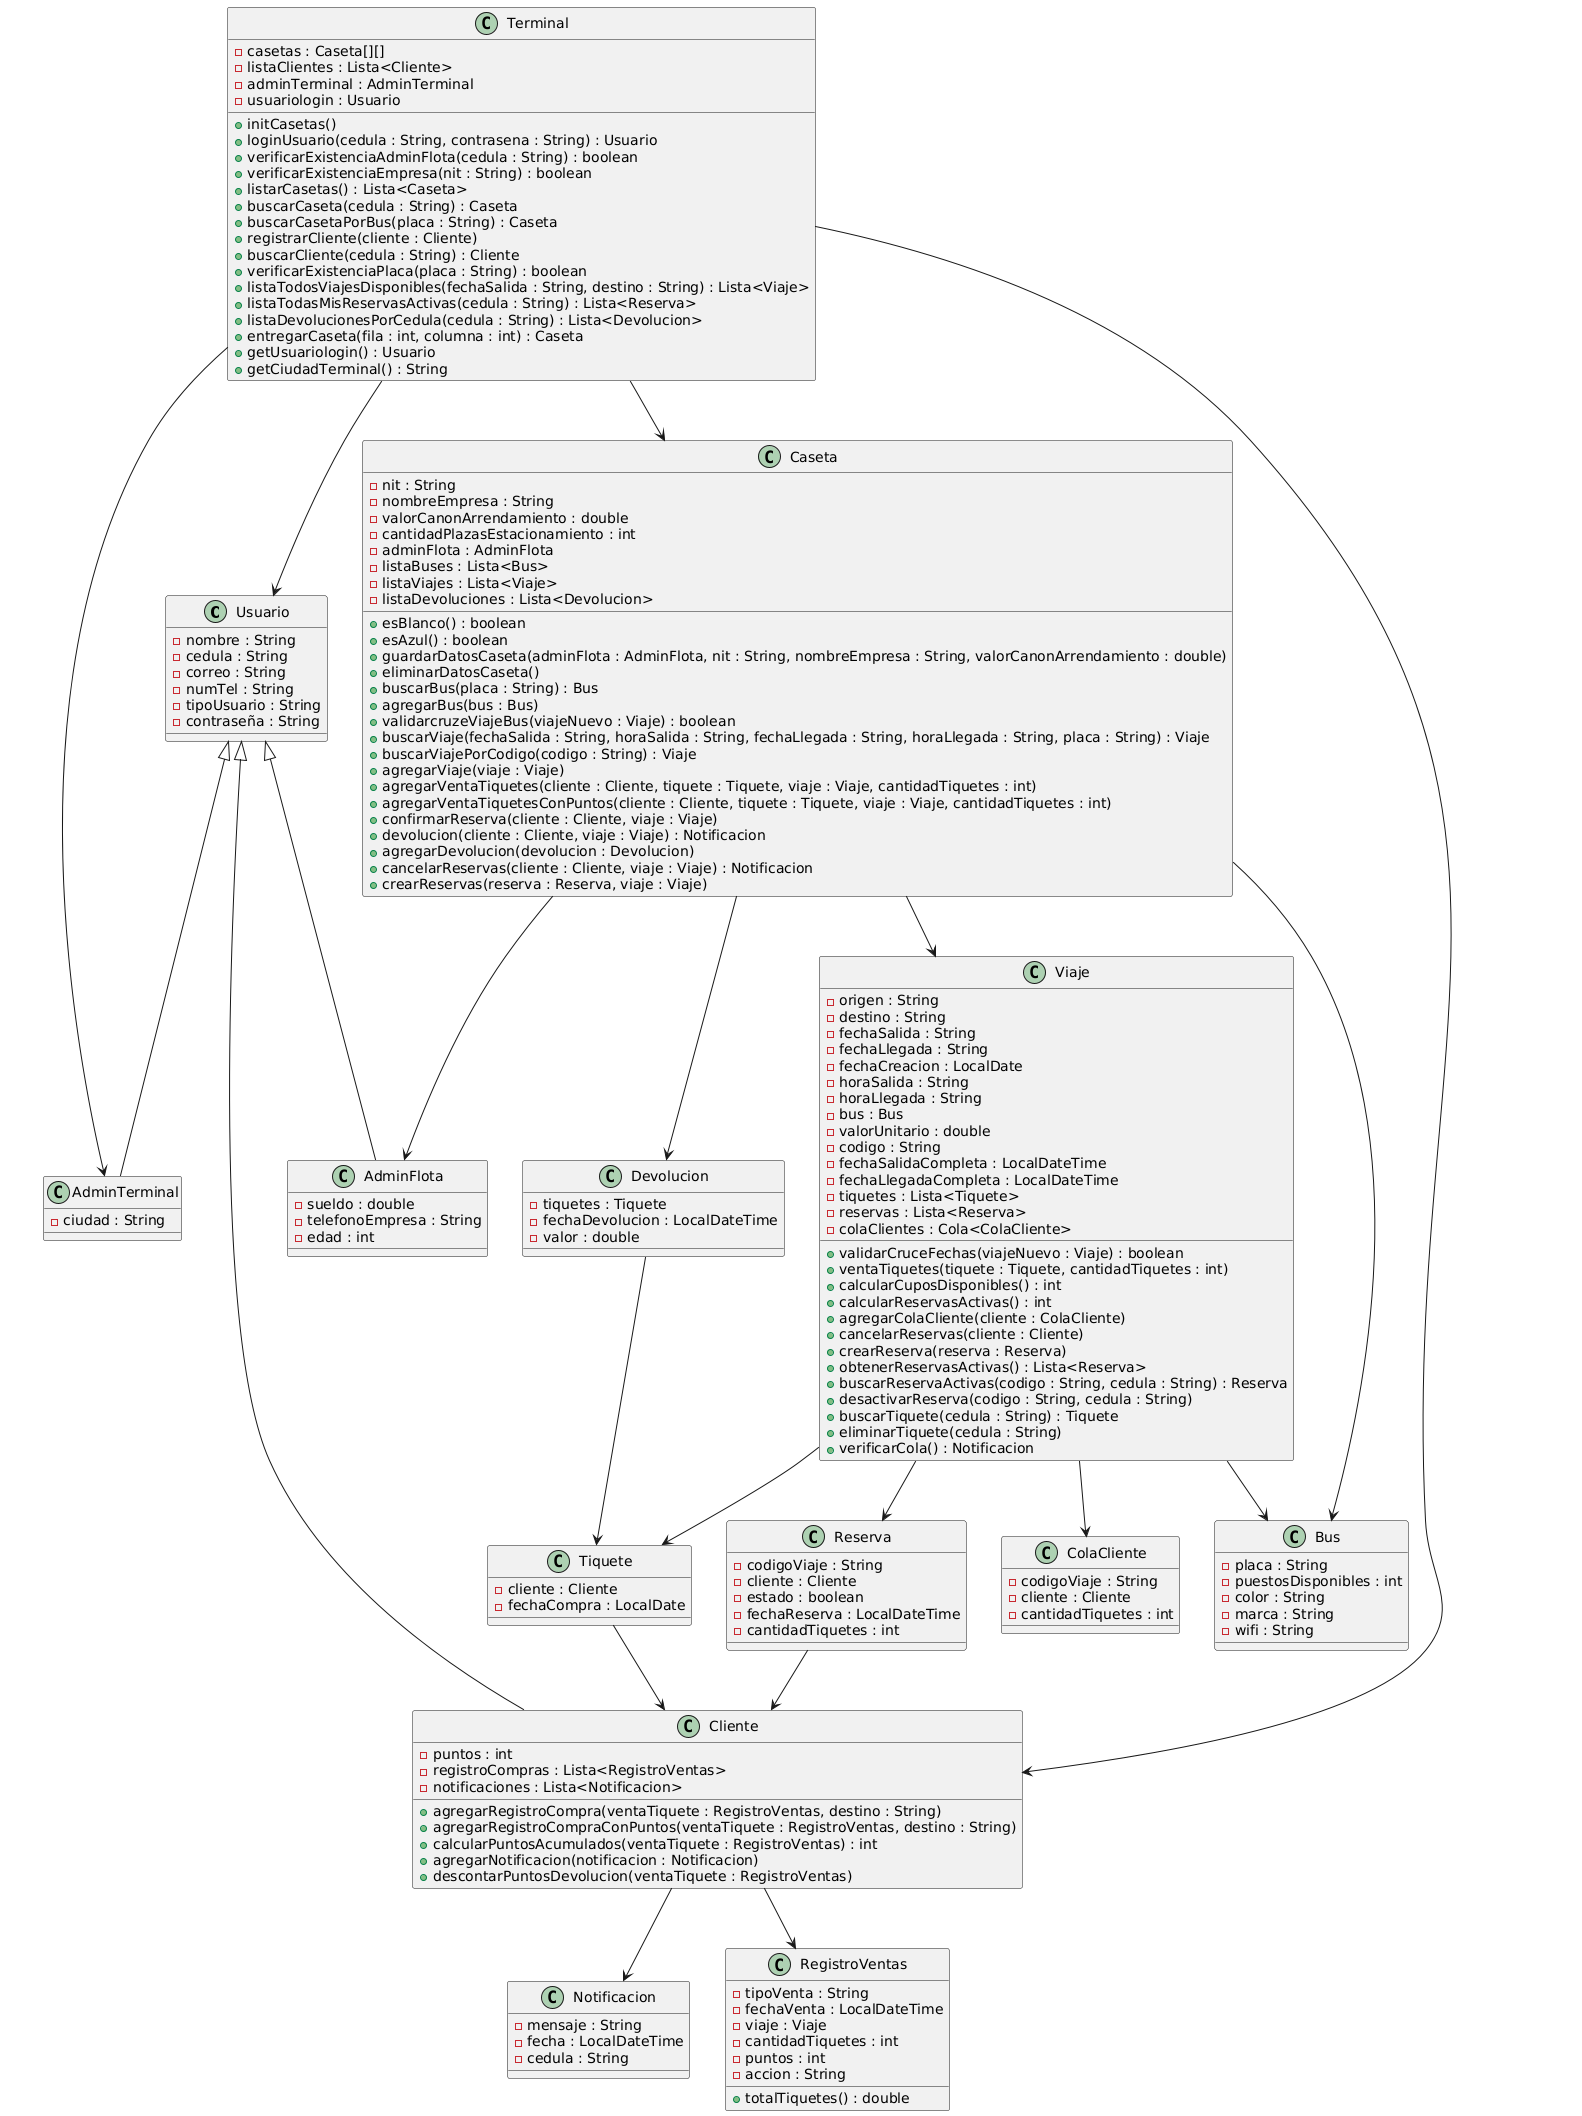 Terminal
casetas : Caseta[][]
listaClientes : Lista<Cliente>
adminTerminal : AdminTerminal
usuariologin : Usuario
initCasetas()
loginUsuario(cedula : String, contrasena : String) : Usuario
verificarExistenciaAdminFlota(cedula : String) : boolean
verificarExistenciaEmpresa(nit : String) : boolean
listarCasetas() : Lista<Caseta>
buscarCaseta(cedula : String) : Caseta
buscarCasetaPorBus(placa : String) : Caseta
registrarCliente(cliente : Cliente)
buscarCliente(cedula : String) : Cliente
verificarExistenciaPlaca(placa : String) : boolean
listaTodosViajesDisponibles(fechaSalida : String, destino : String) : Lista<Viaje>
listaTodasMisReservasActivas(cedula : String) : Lista<Reserva>
listaDevolucionesPorCedula(cedula : String) : Lista<Devolucion>
entregarCaseta(fila : int, columna : int) : Caseta
getUsuariologin() : Usuario
getCiudadTerminal() : String
Caseta
nit : String
nombreEmpresa : String
valorCanonArrendamiento : double
cantidadPlazasEstacionamiento : int
adminFlota : AdminFlota
listaBuses : Lista<Bus>
listaViajes : Lista<Viaje>
listaDevoluciones : Lista<Devolucion>
esBlanco() : boolean
esAzul() : boolean
guardarDatosCaseta(adminFlota : AdminFlota, nit : String, nombreEmpresa : String, valorCanonArrendamiento : double)
eliminarDatosCaseta()
buscarBus(placa : String) : Bus
agregarBus(bus : Bus)
validarcruzeViajeBus(viajeNuevo : Viaje) : boolean
buscarViaje(fechaSalida : String, horaSalida : String, fechaLlegada : String, horaLlegada : String, placa : String) : Viaje
buscarViajePorCodigo(codigo : String) : Viaje
agregarViaje(viaje : Viaje)
agregarVentaTiquetes(cliente : Cliente, tiquete : Tiquete, viaje : Viaje, cantidadTiquetes : int)
agregarVentaTiquetesConPuntos(cliente : Cliente, tiquete : Tiquete, viaje : Viaje, cantidadTiquetes : int)
confirmarReserva(cliente : Cliente, viaje : Viaje)
devolucion(cliente : Cliente, viaje : Viaje) : Notificacion
agregarDevolucion(devolucion : Devolucion)
cancelarReservas(cliente : Cliente, viaje : Viaje) : Notificacion
crearReservas(reserva : Reserva, viaje : Viaje)
Usuario
nombre : String
cedula : String
correo : String
numTel : String
tipoUsuario : String
contraseña : String
Viaje
origen : String
destino : String
fechaSalida : String
fechaLlegada : String
fechaCreacion : LocalDate
horaSalida : String
horaLlegada : String
bus : Bus
valorUnitario : double
codigo : String
fechaSalidaCompleta : LocalDateTime
fechaLlegadaCompleta : LocalDateTime
tiquetes : Lista<Tiquete>
reservas : Lista<Reserva>
colaClientes : Cola<ColaCliente>
validarCruceFechas(viajeNuevo : Viaje) : boolean
ventaTiquetes(tiquete : Tiquete, cantidadTiquetes : int)
calcularCuposDisponibles() : int
calcularReservasActivas() : int
agregarColaCliente(cliente : ColaCliente)
cancelarReservas(cliente : Cliente)
crearReserva(reserva : Reserva)
obtenerReservasActivas() : Lista<Reserva>
buscarReservaActivas(codigo : String, cedula : String) : Reserva
desactivarReserva(codigo : String, cedula : String)
buscarTiquete(cedula : String) : Tiquete
eliminarTiquete(cedula : String)
verificarCola() : Notificacion
AdminTerminal
ciudad : String
AdminFlota
sueldo : double
telefonoEmpresa : String
edad : int
Devolucion
tiquetes : Tiquete
fechaDevolucion : LocalDateTime
valor : double
Tiquete
cliente : Cliente
fechaCompra : LocalDate
Reserva
codigoViaje : String
cliente : Cliente
estado : boolean
fechaReserva : LocalDateTime
cantidadTiquetes : int
ColaCliente
codigoViaje : String
cliente : Cliente
cantidadTiquetes : int
Bus
placa : String
puestosDisponibles : int
color : String
marca : String
wifi : String
Cliente
puntos : int
registroCompras : Lista<RegistroVentas>
notificaciones : Lista<Notificacion>
agregarRegistroCompra(ventaTiquete : RegistroVentas, destino : String)
agregarRegistroCompraConPuntos(ventaTiquete : RegistroVentas, destino : String)
calcularPuntosAcumulados(ventaTiquete : RegistroVentas) : int
agregarNotificacion(notificacion : Notificacion)
descontarPuntosDevolucion(ventaTiquete : RegistroVentas)
Notificacion
mensaje : String
fecha : LocalDateTime
cedula : String
RegistroVentas
tipoVenta : String
fechaVenta : LocalDateTime
viaje : Viaje
cantidadTiquetes : int
puntos : int
accion : String
totalTiquetes() : double